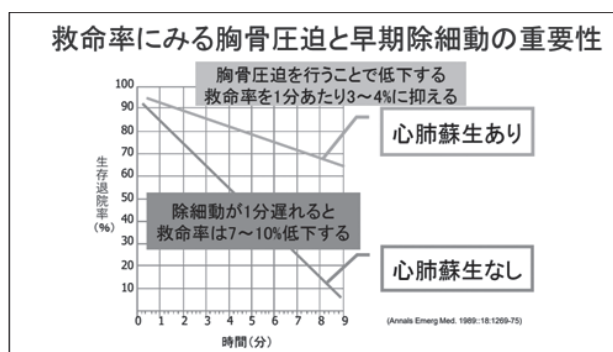 救命率にみる胸骨圧迫と早期除細動の重要性
胸骨圧迫を行うことで低下する
救命率を1分あたり3～4%に抑える
心肺蘇生あり
除細動が1分遅れると
救命率は7～10%低下する
心肺蘇生なし
生存退院率
(%)
100
90
80
70
60
50
40
30
20
10
0 1 2 3 4 5 6 7 8 9
時間(分)
(Annals Emerg Med. 1989::18:1269-75)